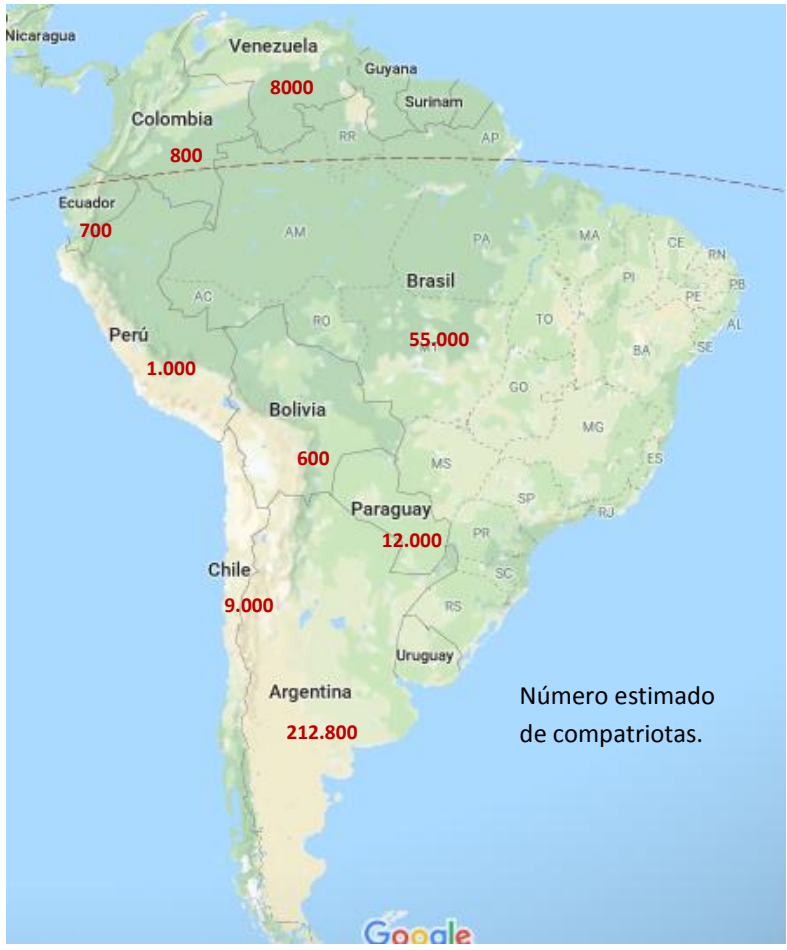 Nicaragua
Venezuela
Guyana
8000
Surinam
Colombia
RR
AP
800
Ecuador
700
AM
PA
MA
CE
RN
Brasil
PI
PB
AC
PE
TO
AL
RO
Perú
55.000
MT
SE
BA
1.000
GO
Bolivia
MG
600
MS
ES
SP
Paraguay
RJ
12.000
PR
Chile
SC
9.000
RS
Uruguay
Argentina
Número estimado
212.800
de compatriotas.
Google